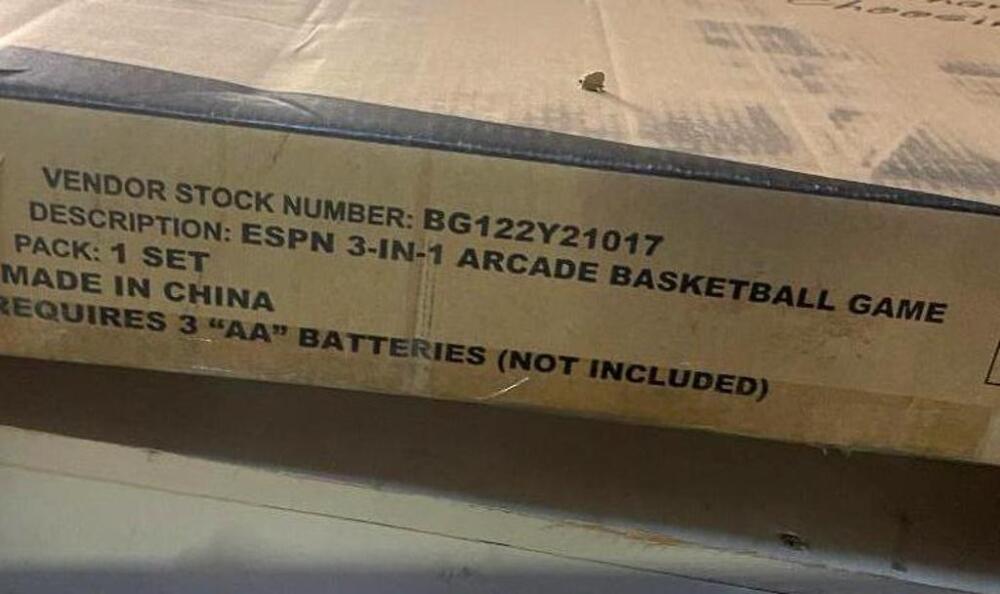 Choosin
VENDOR STOCK NUMBER: BG122Y21017
DESCRIPTION: ESPN 3-IN-1 ARCADE BASKETBALL GAME
PACK: 1 SET
MADE IN CHINA
REQUIRES 3 “AA” BATTERIES (NOT INCLUDED)